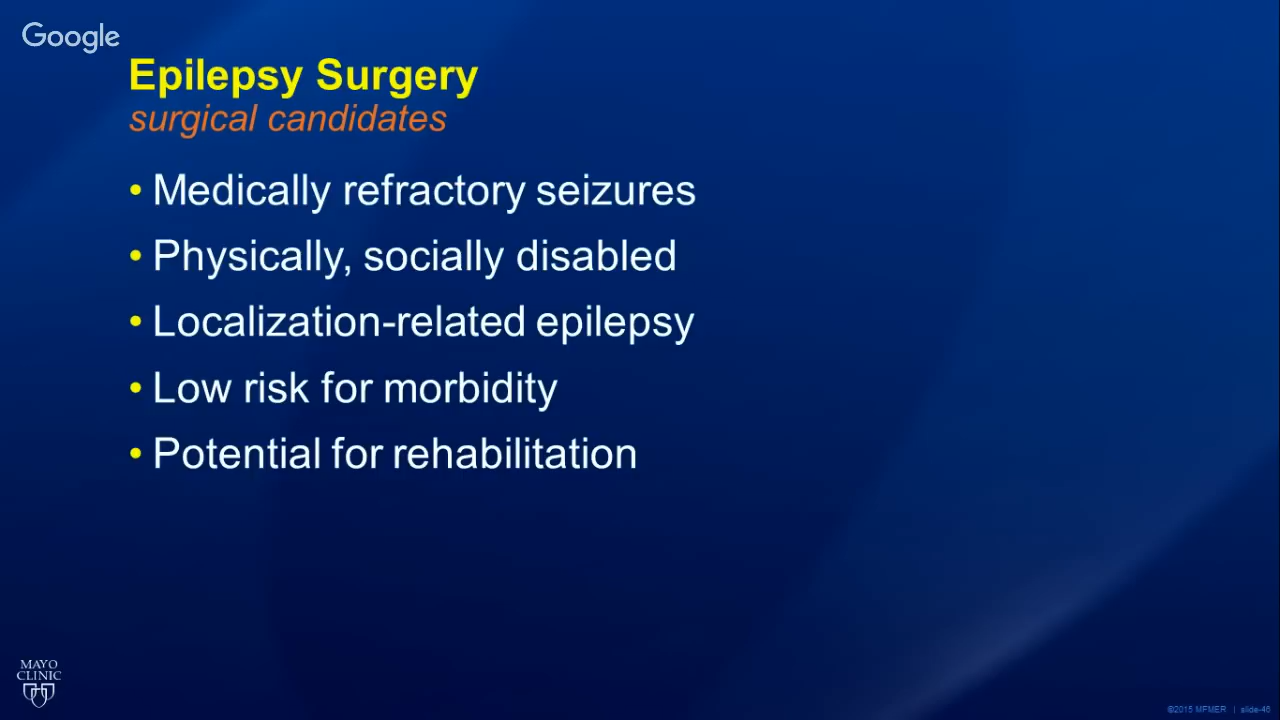 Google
Epilepsy Surgery
surgical candidates
• Medically refractory seizures
• Physically, socially disabled
• Localization-related epilepsy
• Low risk for morbidity
• Potential for rehabilitation
MAYO
CLINIC
©2015 MFMER | slide-46